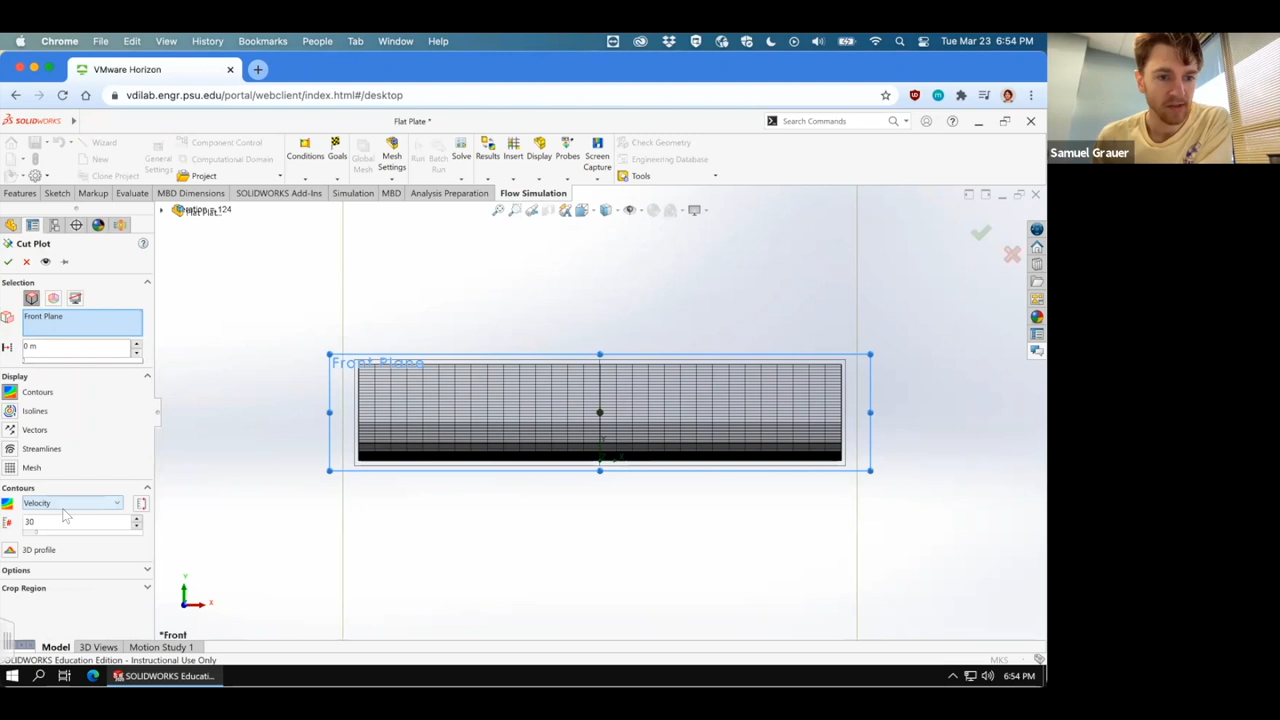 Chrome File Edit View History Bookmarks People Tab Window Help Tue Mar 23 6:54 PM
VMware Horizon
vdilab.engr.psu.edu/portal/webclient/index.html#/desktop
SOLIDWORKS Flat Plate * Search Commands
Wizard
New
Clone Project
General Settings
Component Control
Computational Domain
Project
Conditions
Goals
Global Mesh
Mesh Settings
Run
Batch Run
Solve
Results
Insert
Display
Probes
Screen Capture
Check Geometry
Engineering Database
Tools
Samuel Grauer
Features Sketch Markup Evaluate MBD Dimensions SOLIDWORKS Add-Ins Simulation MBD Analysis Preparation Flow Simulation
Cut Plot
Selection
Front Plane
0 m
Display
Contours
Isolines
Vectors
Streamlines
Mesh
Contours
Velocity
30
3D profile
Options
Crop Region
= 124
Front Plane
Y
X
Y
X
*Front
Model 3D Views Motion Study 1
SOLIDWORKS Education Edition - Instructional Use Only MKS
SOLIDWORKS Educati... 6:54 PM